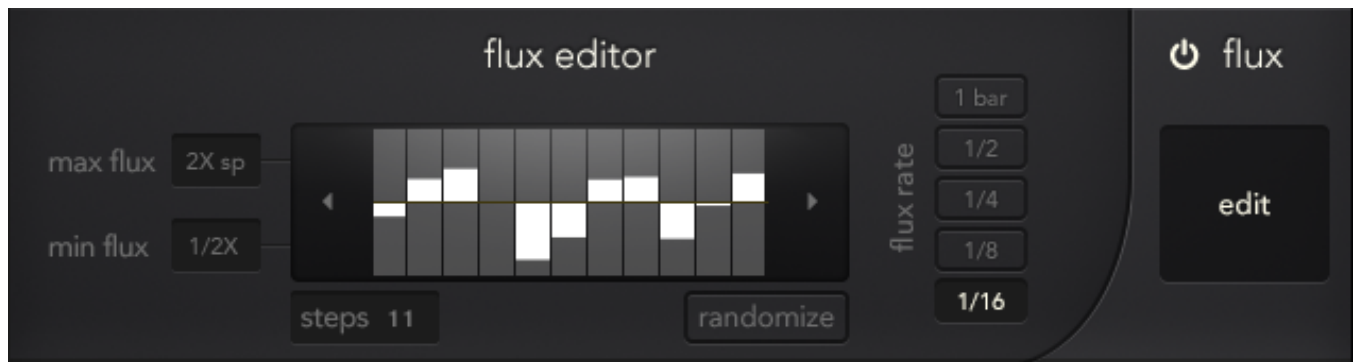 flux editor
flux
max flux 2X sp
min flux 1/2X
steps 11
randomize
flux rate
1 bar
1/2
1/4
1/8
1/16
edit